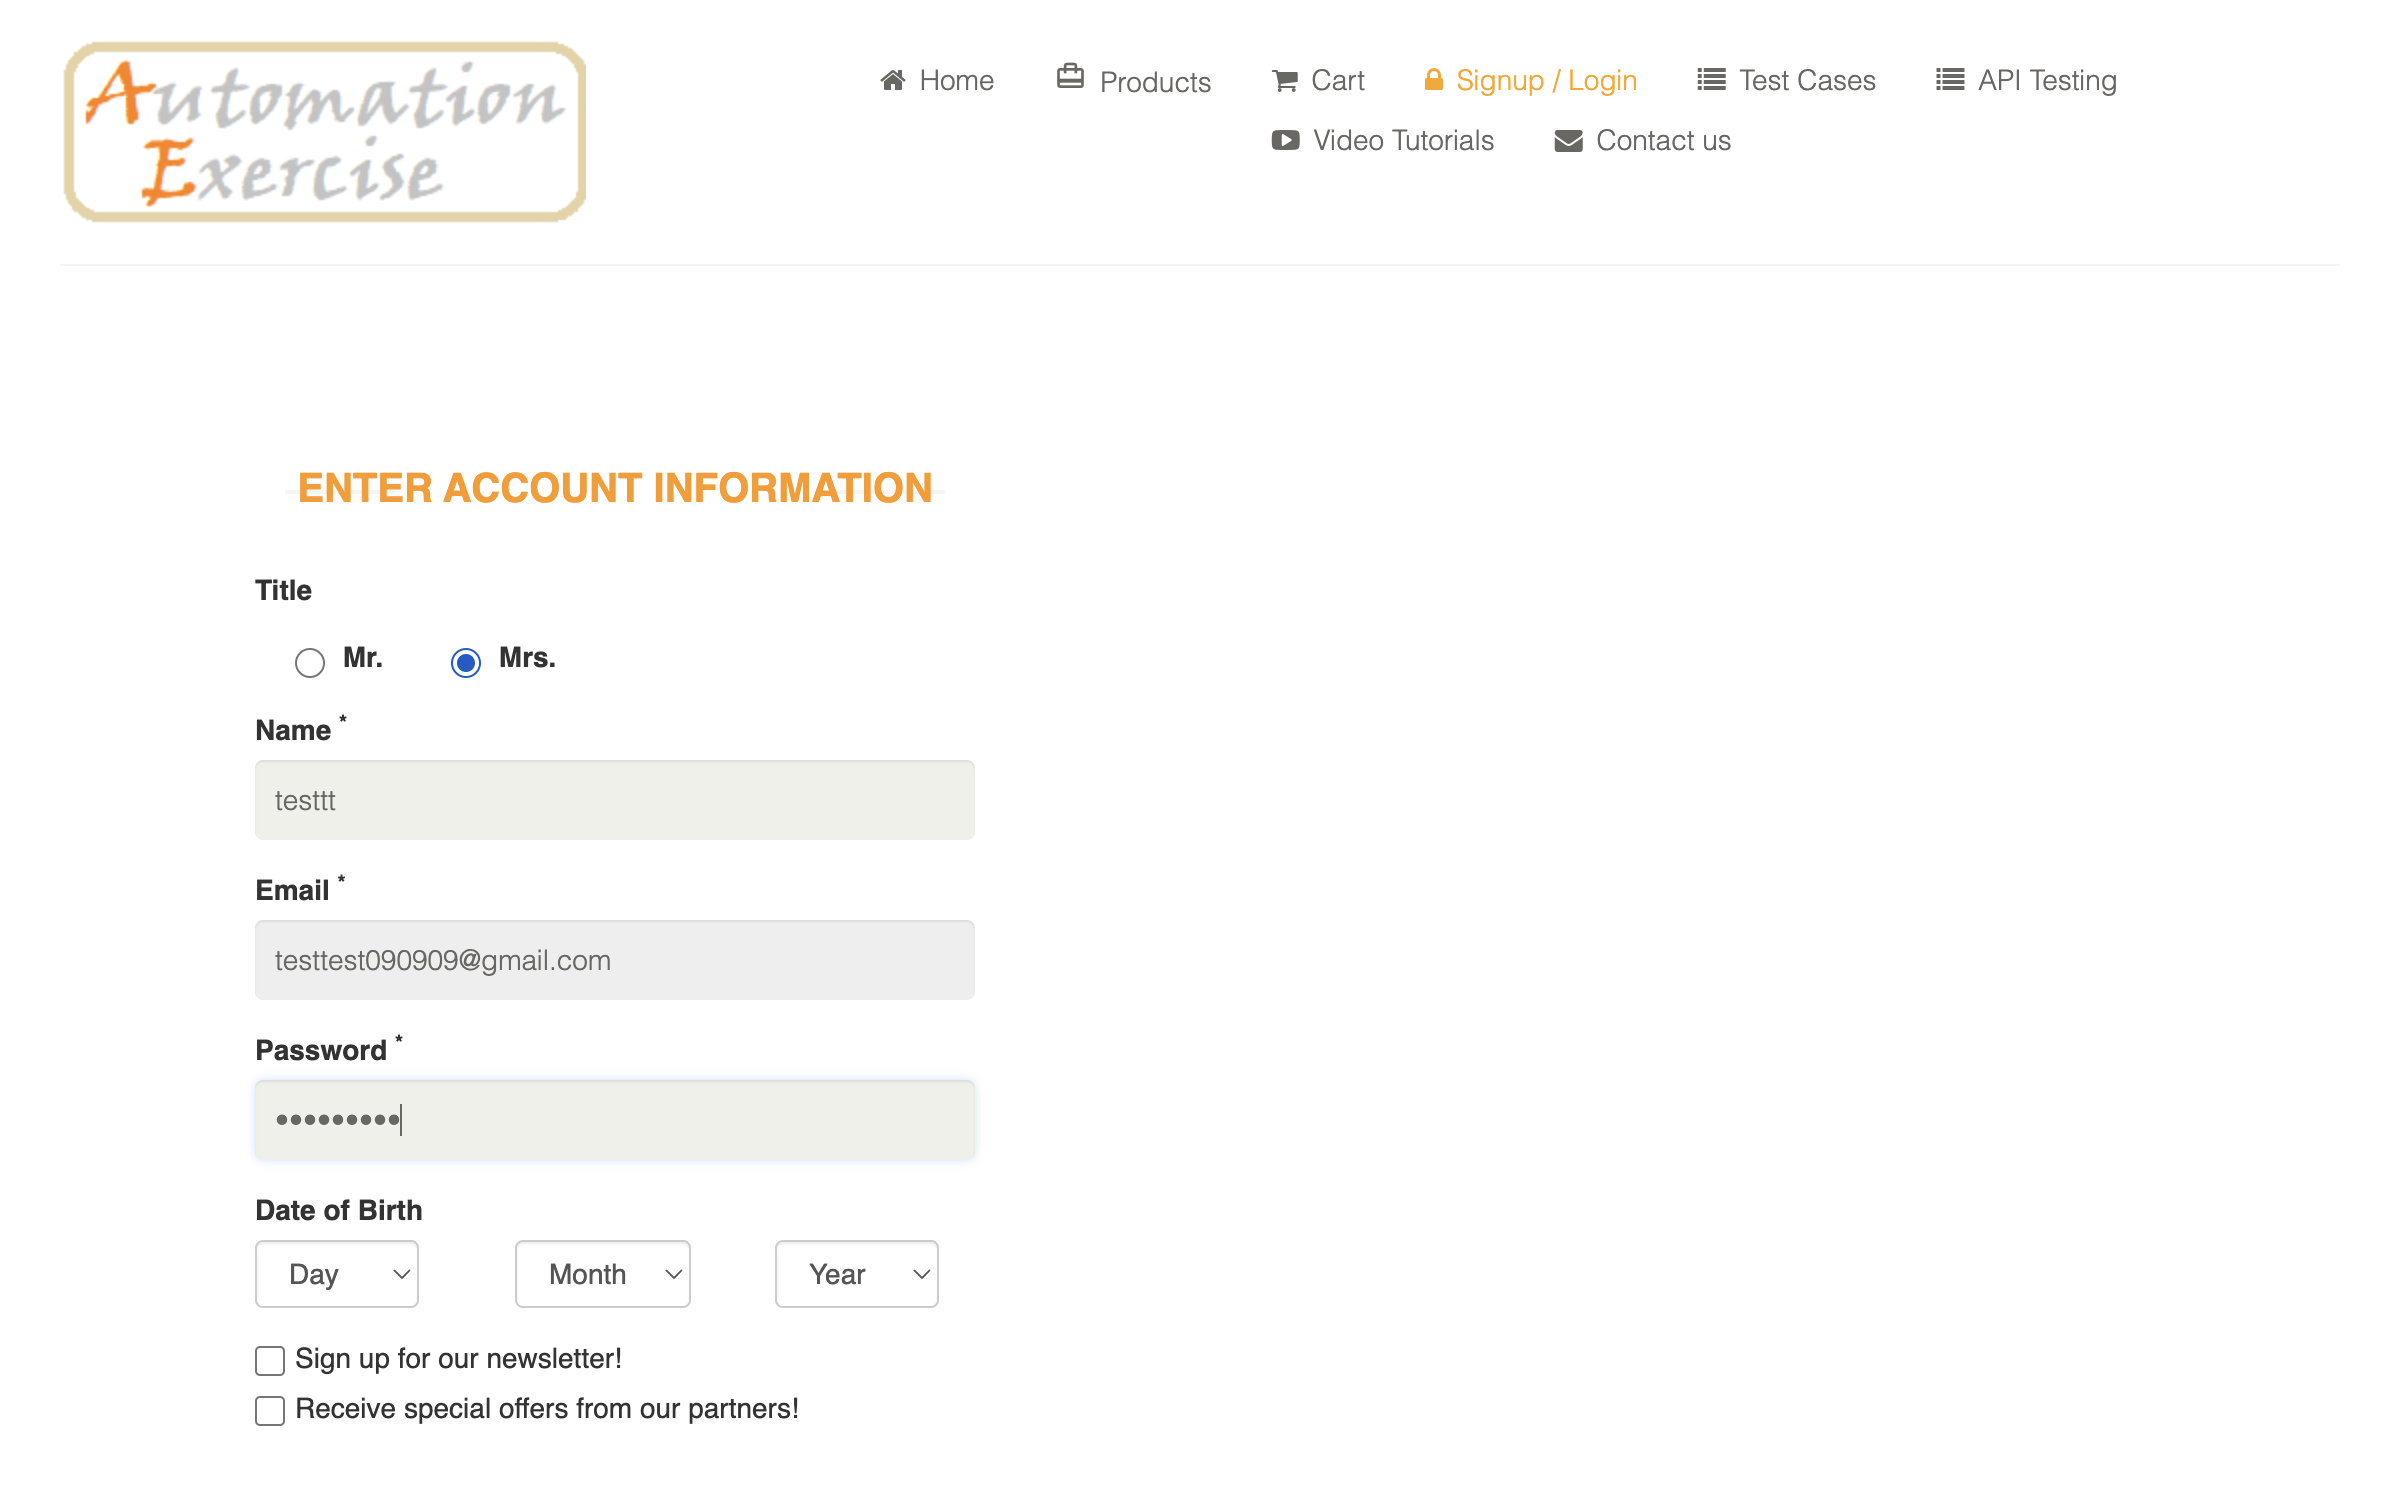 Automation
Exercise
Home Products Cart Signup / Login Test Cases API Testing
Video Tutorials Contact us
ENTER ACCOUNT INFORMATION
Title
Mr. Mrs.
Name *
testtt
Email *
testtest090909@gmail.com
Password *
•••••••••
Date of Birth
Day Month Year
Sign up for our newsletter!
Receive special offers from our partners!